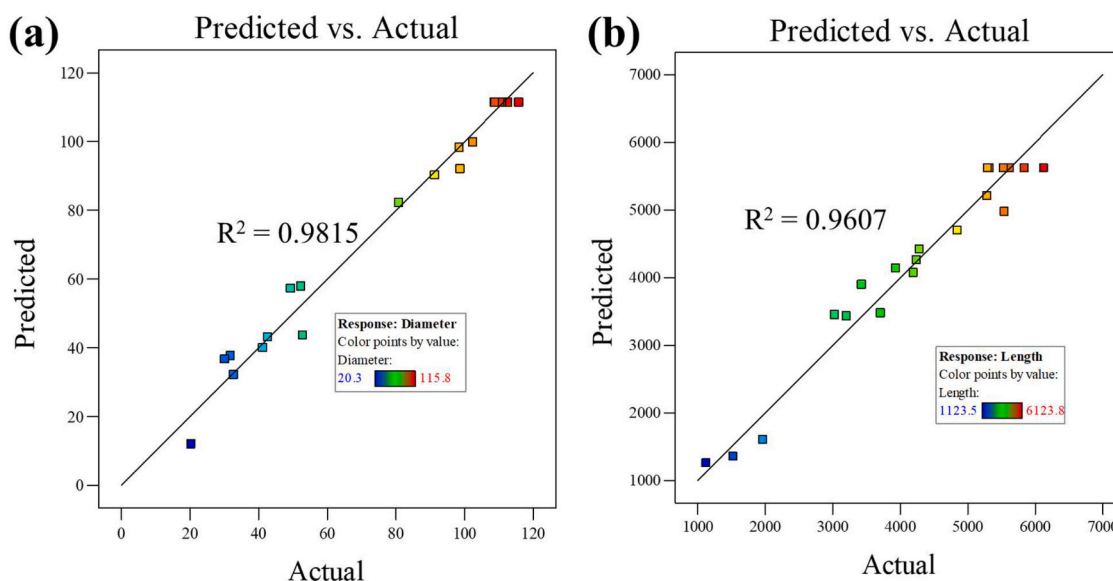 (a)
Predicted vs. Actual
120
100
80
60
40
20
0
Predicted
R² = 0.9815
Response: Diameter
Color points by value:
Diameter:
20.3 115.8
0 20 40 60 80 100 120
Actual
(b)
Predicted vs. Actual
7000
6000
5000
4000
3000
2000
1000
Predicted
R² = 0.9607
Response: Length
Color points by value:
Length:
1123.5 6123.8
1000 2000 3000 4000 5000 6000 7000
Actual